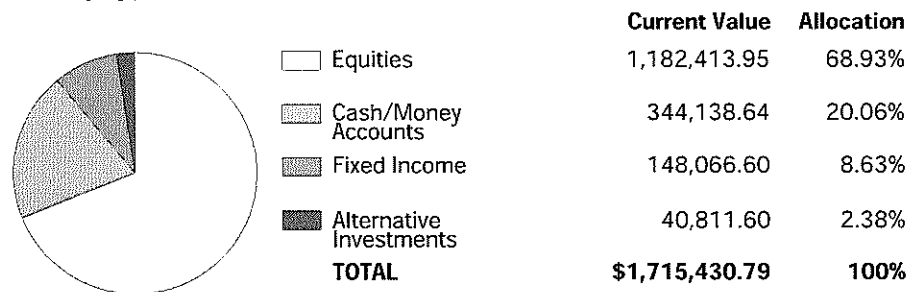 Current Value Allocation
Equities 1,182,413.95 68.93%
Cash/Money
Accounts 344,138.64 20.06%
Fixed Income 148,066.60 8.63%
Alternative
Investments 40,811.60 2.38%
TOTAL $1,715,430.79 100%